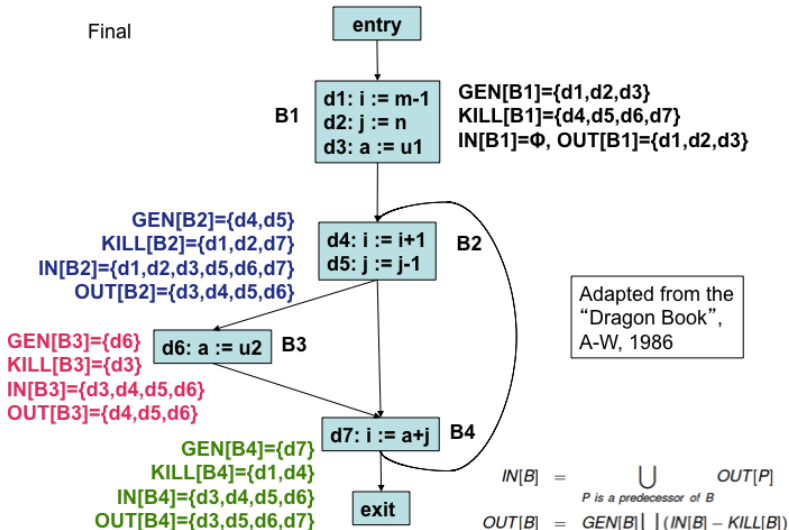 Final
entry
B1
d1: i := m-1
d2: j := n
d3: a := u1
GEN[B1]={d1,d2,d3}
KILL[B1]={d4,d5,d6,d7}
IN[B1]=Φ, OUT[B1]={d1,d2,d3}
GEN[B2]={d4,d5}
KILL[B2]={d1,d2,d7}
IN[B2]={d1,d2,d3,d5,d6,d7}
OUT[B2]={d3,d4,d5,d6}
d4: i := i+1
d5: j := j-1
B2
Adapted from the
“Dragon Book”,
A-W, 1986
GEN[B3]={d6}
KILL[B3]={d3}
IN[B3]={d3,d4,d5,d6}
OUT[B3]={d4,d5,d6}
d6: a := u2
B3
d7: i := a+j
B4
GEN[B4]={d7}
KILL[B4]={d1,d4}
IN[B4]={d3,d4,d5,d6}
OUT[B4]={d3,d5,d6,d7}
exit
IN[B] = ⋃ OUT[P]
P is a predecessor of B
OUT[B] = GEN[B] ⋃ (IN[B] − KILL[B])